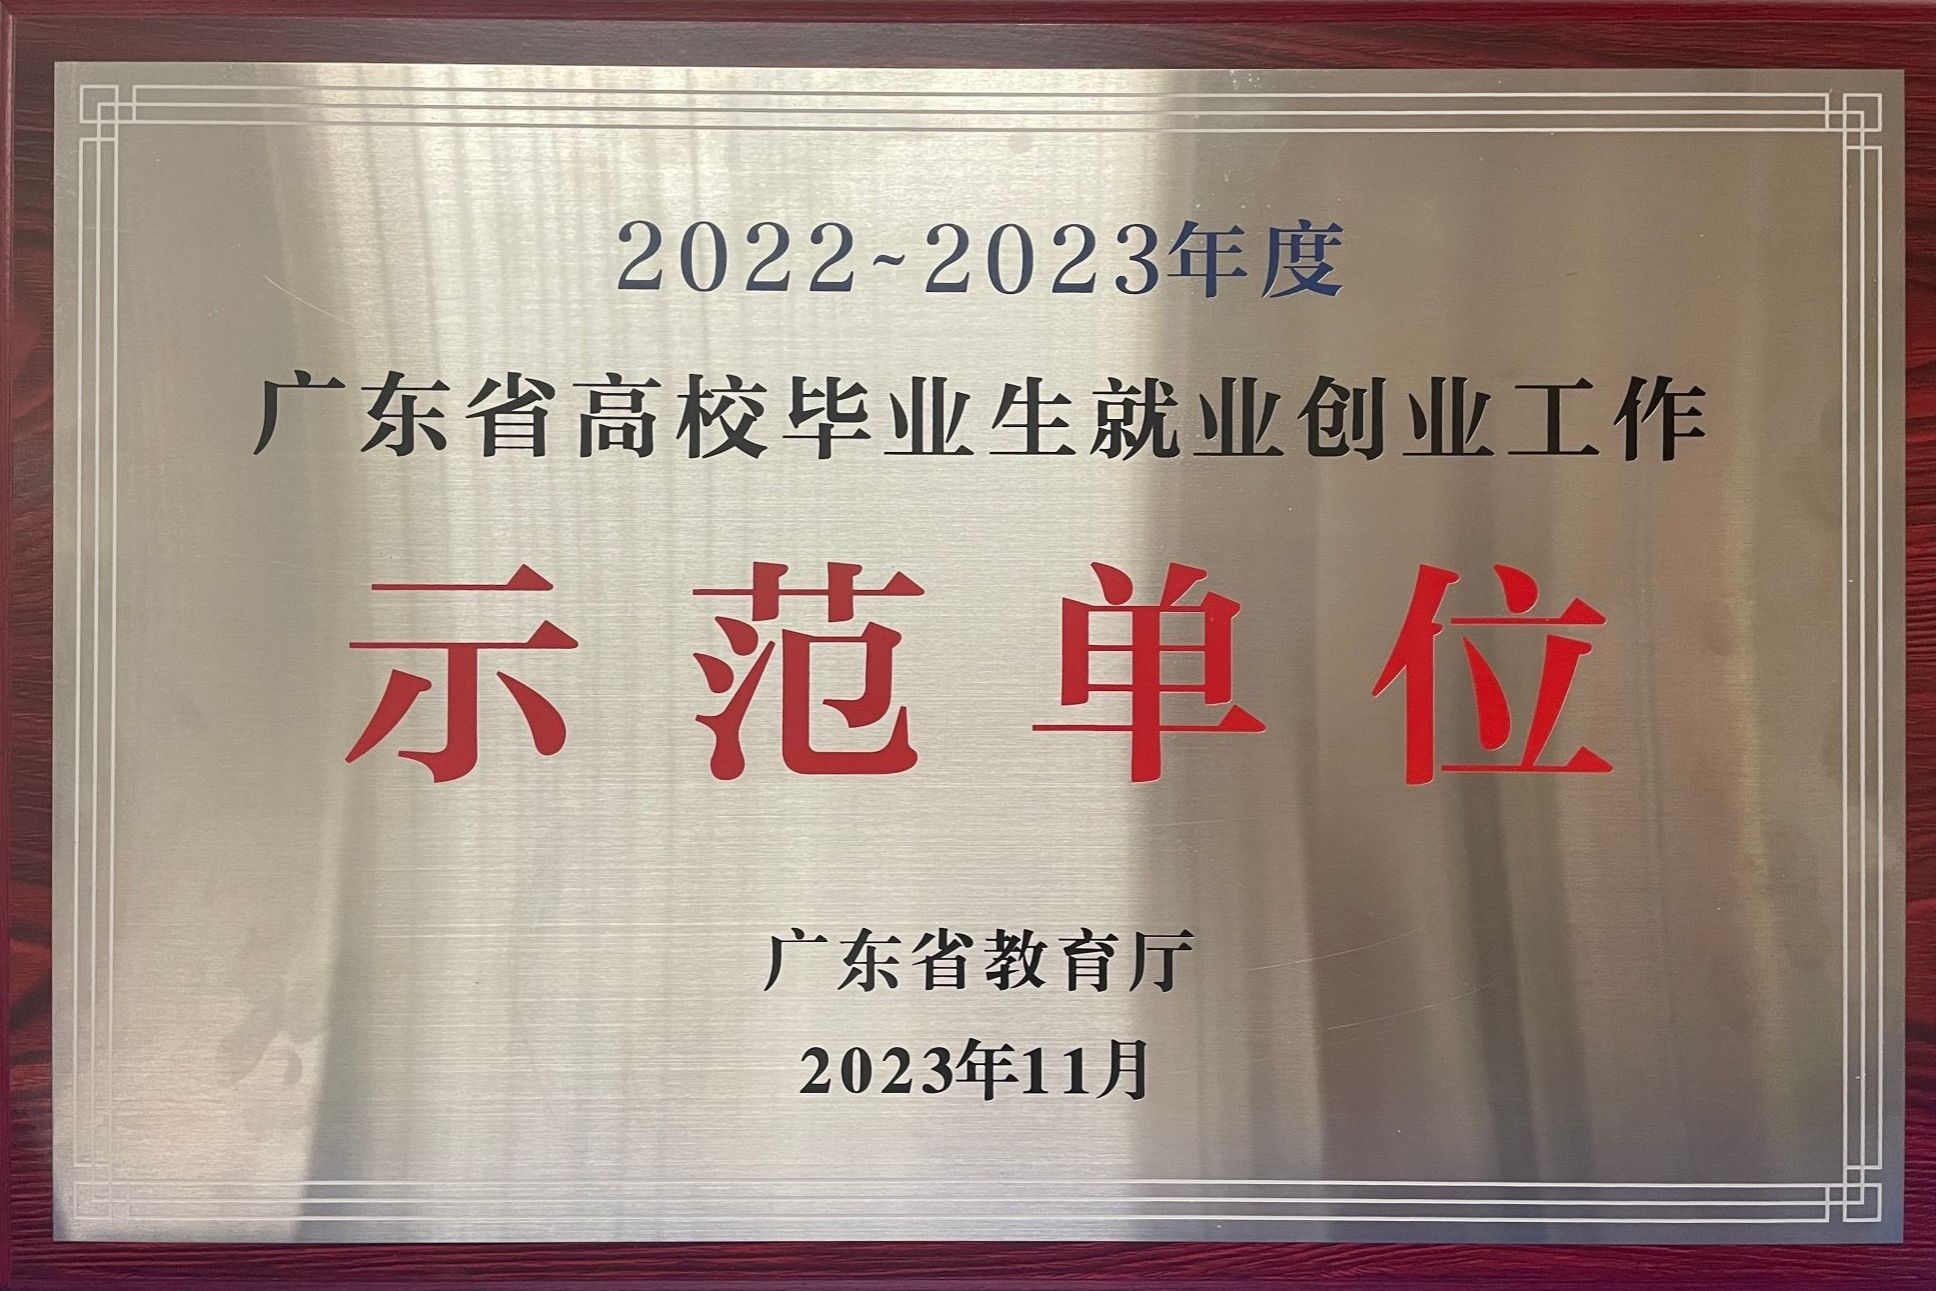 2022~2023年度
广东省高校毕业生就业创业工作
示范单位
广东省教育厅
2023年11月